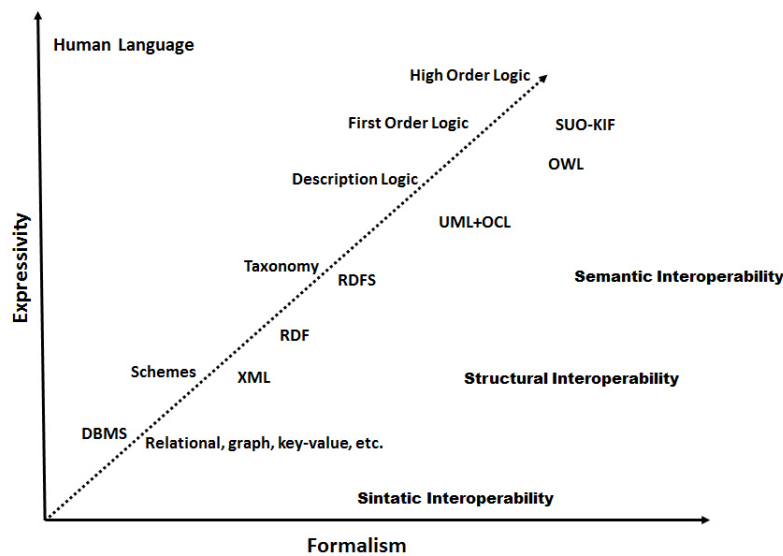 Human Language
High Order Logic
First Order Logic
SUO-KIF
OWL
Description Logic
UML+OCL
Expressivity
Taxonomy
RDFS
Semantic Interoperability
RDF
Schemes
XML
Structural Interoperability
DBMS
Relational, graph, key-value, etc.
Sintatic Interoperability
Formalism